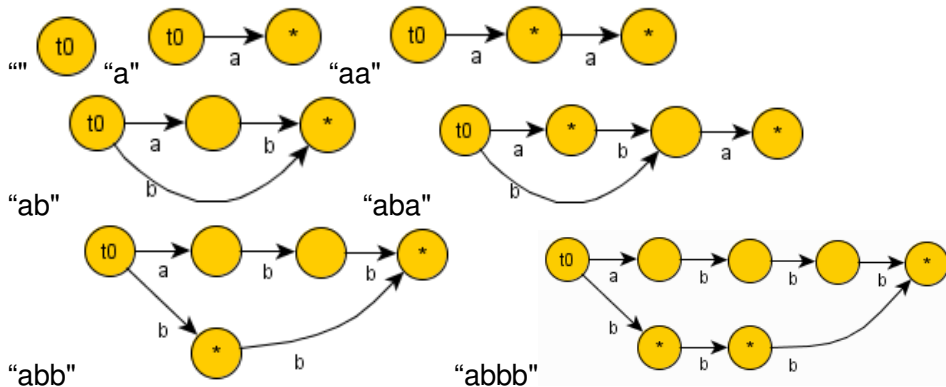 t0 t0 * t0 * *
a a a
“" “a" “aa"
t0 * t0 * *
a b a b a
b b
“ab" “aba"
t0 * t0 *
a b b a b b b
b b
* * *
b b b
“abb" “abbb"